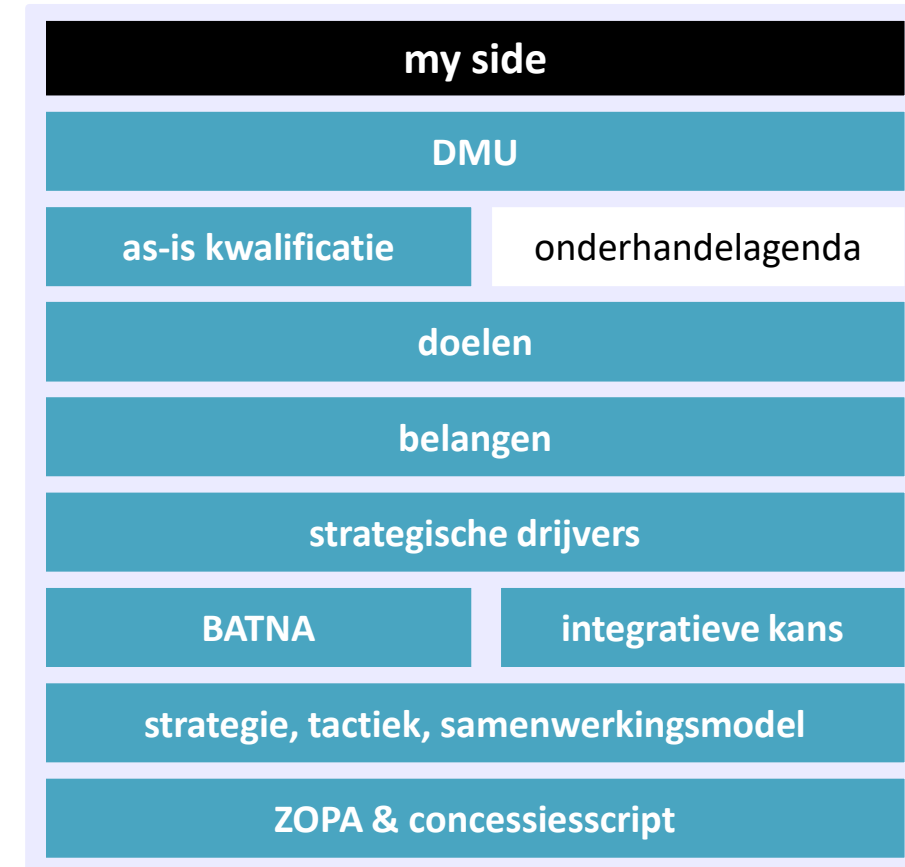 my side
DMU
as-is kwalificatie
onderhandelagenda
doelen
belangen
strategische drijvers
BATNA
integratieve kans
strategie, tactiek, samenwerkingsmodel
ZOPA & concessiesscript